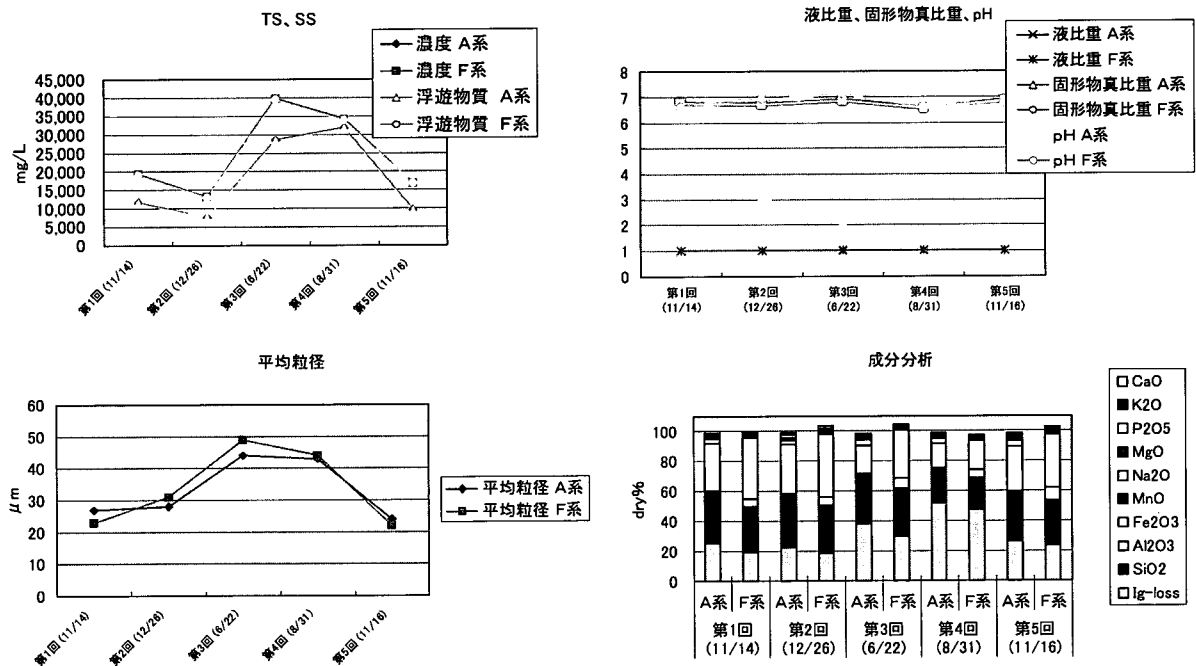 TS、SS
濃度 A系
濃度 F系
浮遊物質 A系
浮遊物質 F系
45,000
40,000
35,000
30,000
25,000
20,000
15,000
10,000
5,000
0
mg/L
第1回(11/14)
第2回(12/26)
第3回(6/22)
第4回(8/31)
第5回(11/16)
液比重、固形物真比重、pH
液比重 A系
液比重 F系
固形物真比重 A系
固形物真比重 F系
pH A系
pH F系
8
7
6
5
4
3
2
1
0
第1回 第2回 第3回 第4回 第5回
(11/14) (12/26) (6/22) (8/31) (11/16)
平均粒径
60
50
40
30
20
10
0
μm
平均粒径 A系
平均粒径 F系
第1回(11/14)
第2回(12/26)
第3回(6/22)
第4回(8/31)
第5回(11/16)
成分分析
100
80
60
40
20
0
dry%
CaO
K2O
P2O5
MgO
Na2O
MnO
Fe2O3
Al2O3
SiO2
Ig-loss
A系 F系 A系 F系 A系 F系 A系 F系 A系 F系
第1回 第2回 第3回 第4回 第5回
(11/14) (12/26) (6/22) (8/31) (11/16)